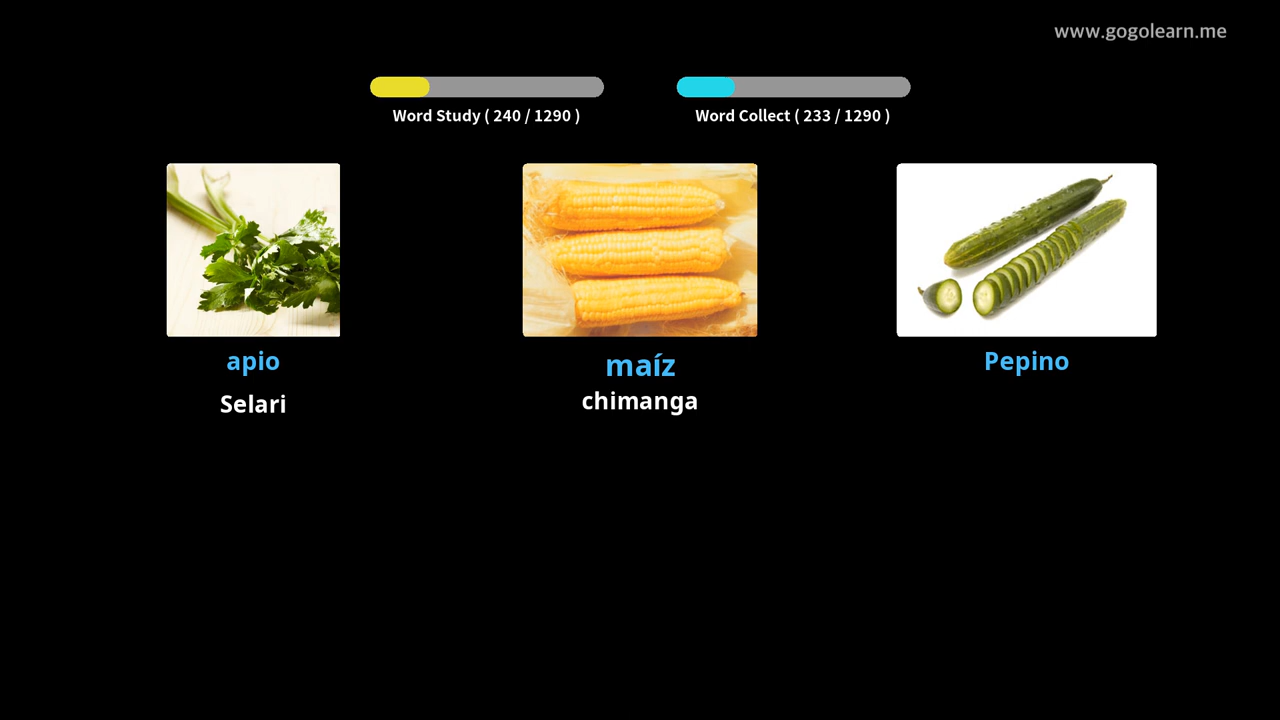 www.gogolearn.me
Word Study ( 240 / 1290 )
Word Collect ( 233 / 1290 )
apio
maíz
Pepino
Selari
chimanga